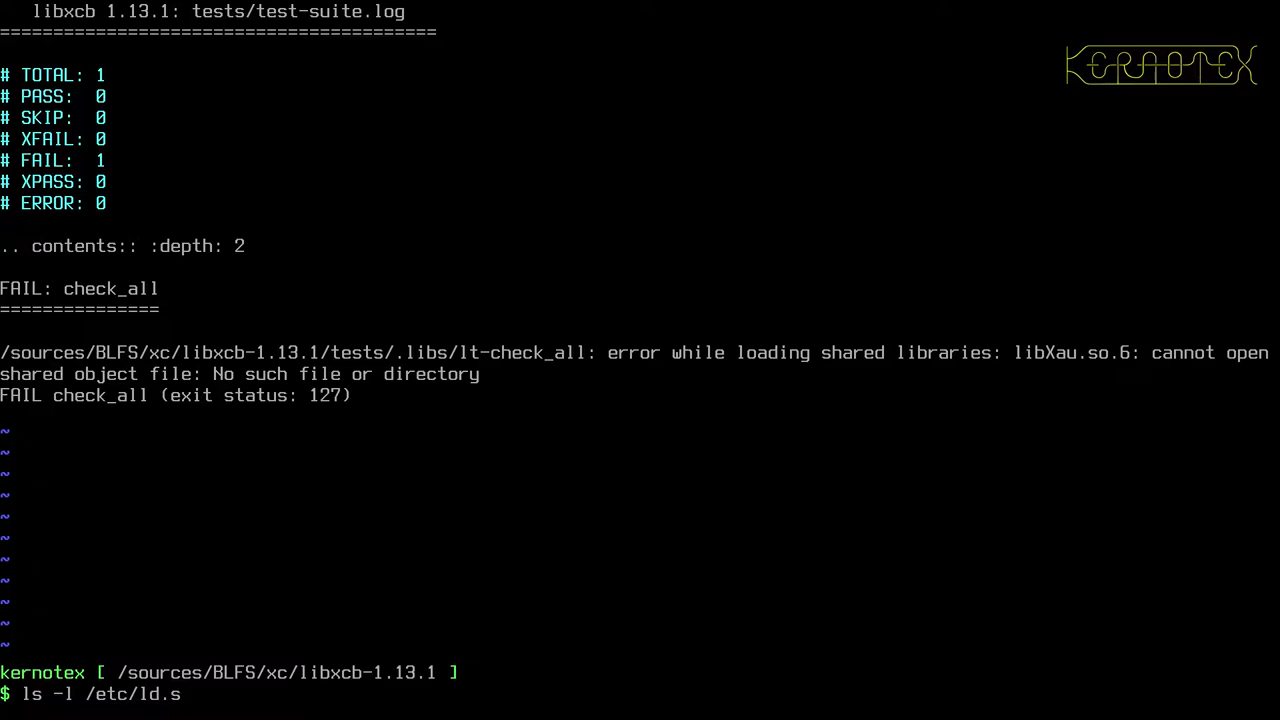 libxcb 1.13.1: tests/test-suite.log
=========================================
KERNOTEX
# TOTAL: 1
# PASS:  0
# SKIP:  0
# XFAIL: 0
# FAIL:  1
# XPASS: 0
# ERROR: 0
.. contents:: :depth: 2
FAIL: check_all
===============
/sources/BLFS/xc/libxcb-1.13.1/tests/.libs/lt-check_all: error while loading shared libraries: libXau.so.6: cannot open
shared object file: No such file or directory
FAIL check_all (exit status: 127)
~
~
~
~
~
~
~
~
~
~
~
kernotex [ /sources/BLFS/xc/libxcb-1.13.1 ]
$ ls -l /etc/ld.s